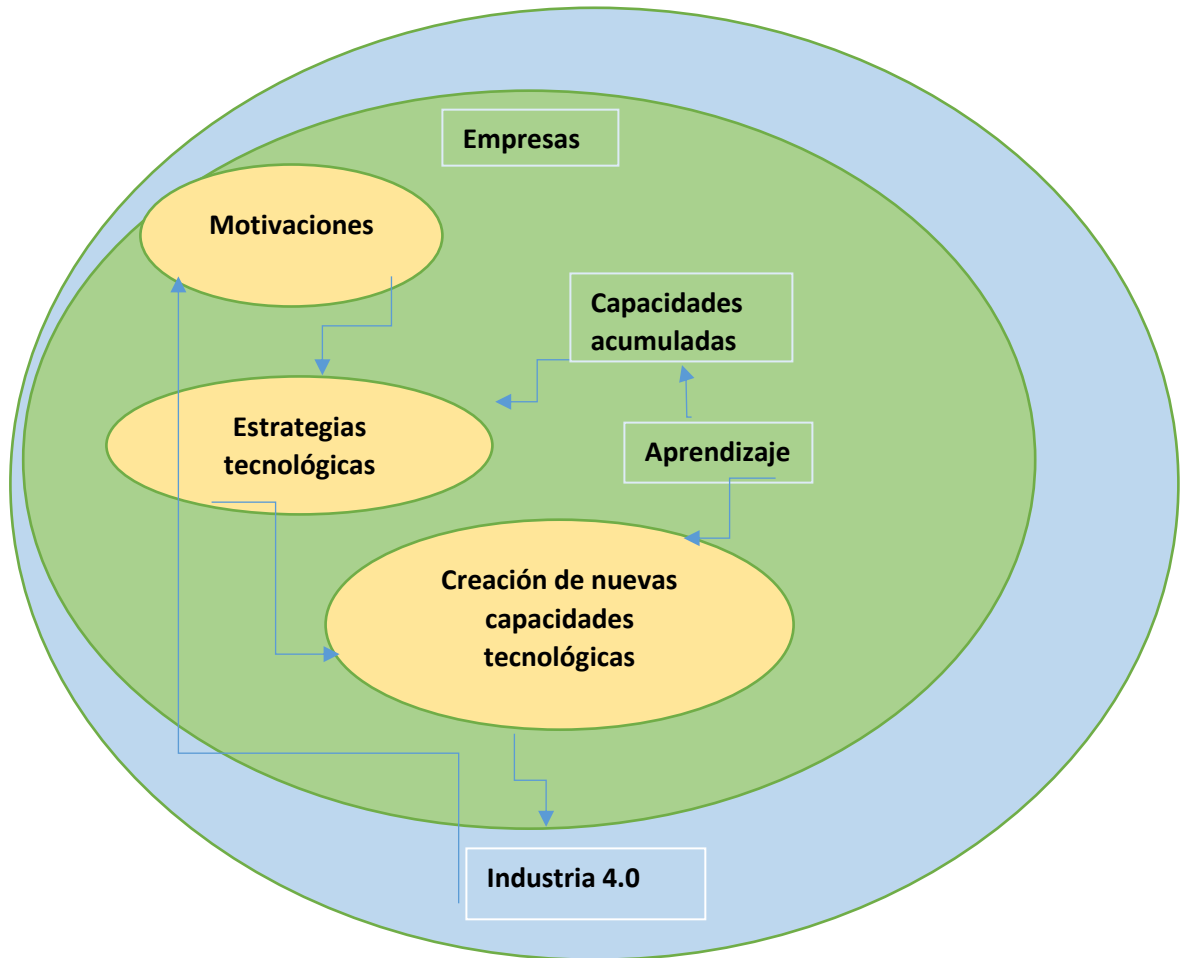 Empresas
Motivaciones
Capacidades
acumuladas
Estrategias
tecnológicas
Aprendizaje
Creación de nuevas
capacidades
tecnológicas
Industria 4.0